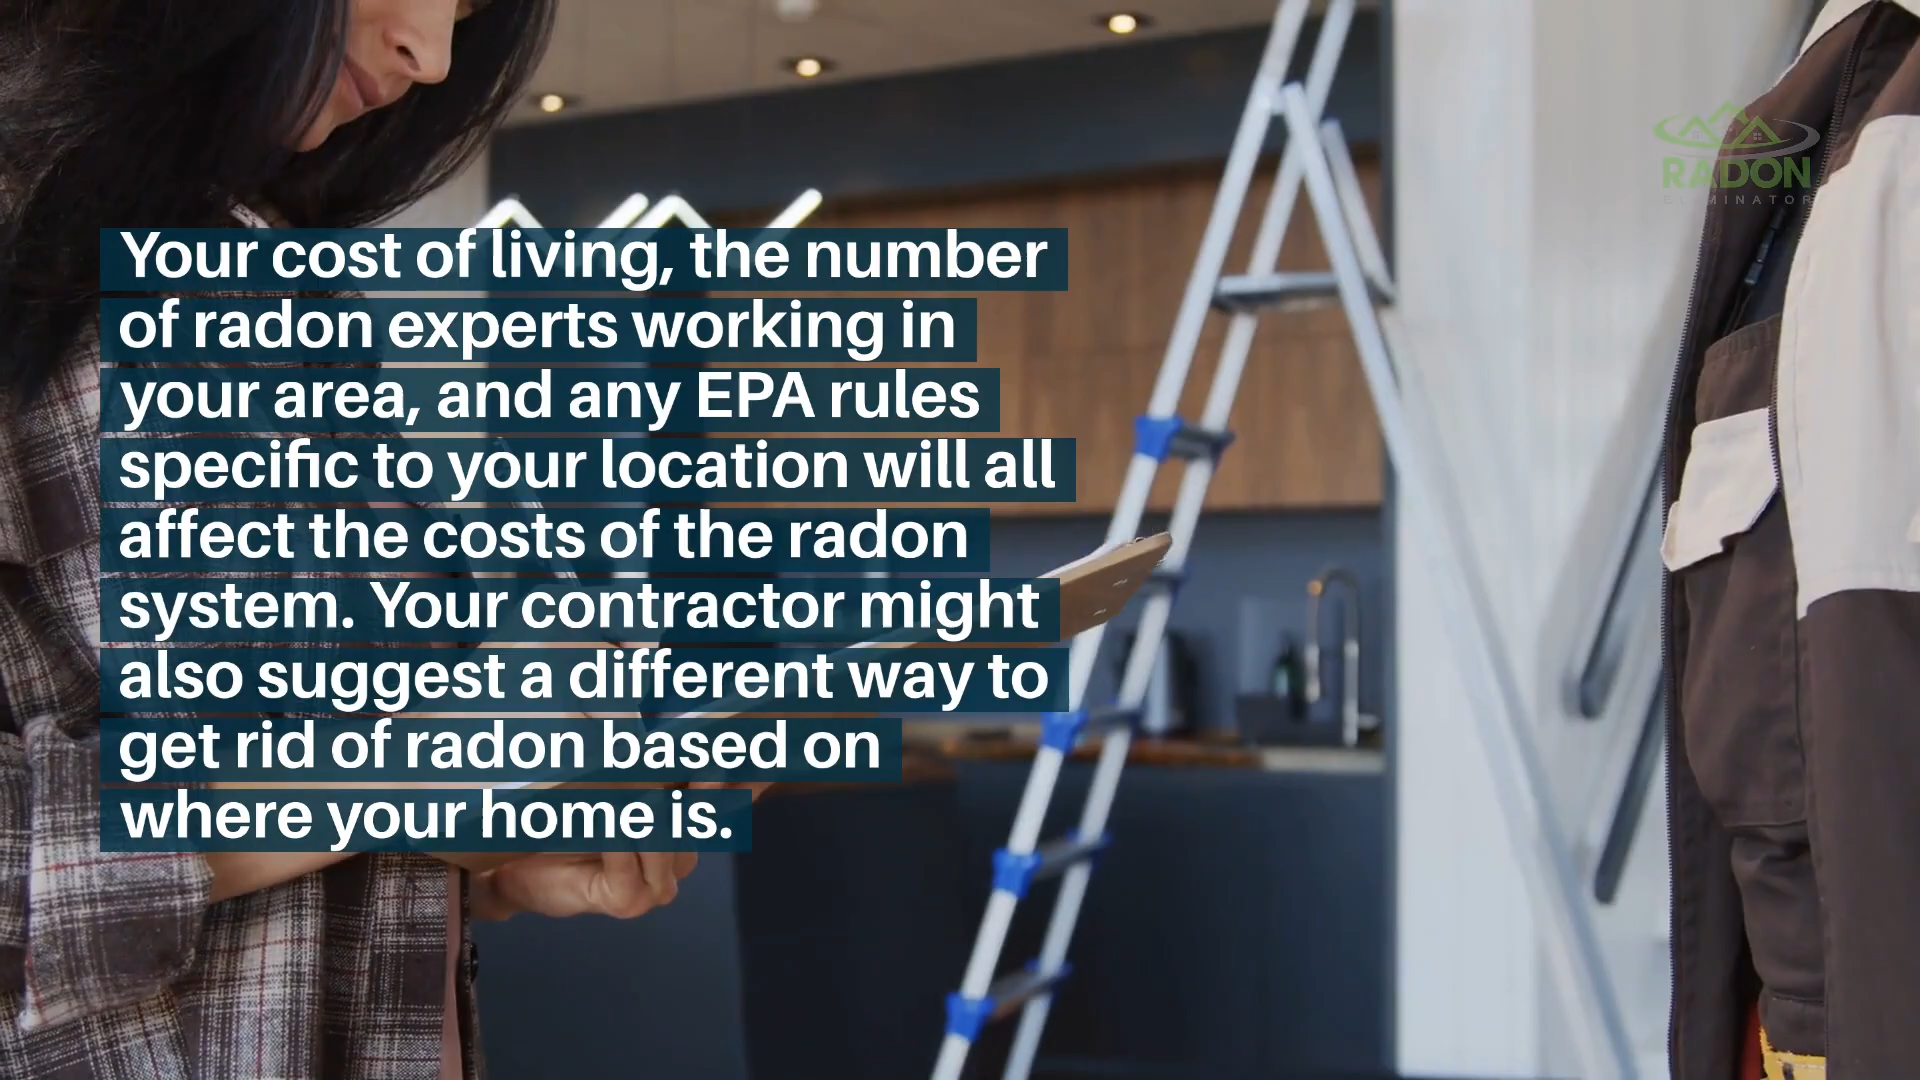 Your cost of living, the number
of radon experts working in
your area, and any EPA rules
specific to your location will all
affect the costs of the radon
system. Your contractor might
also suggest a different way to
get rid of radon based on
where your home is.
RADON
ELIMINATOR